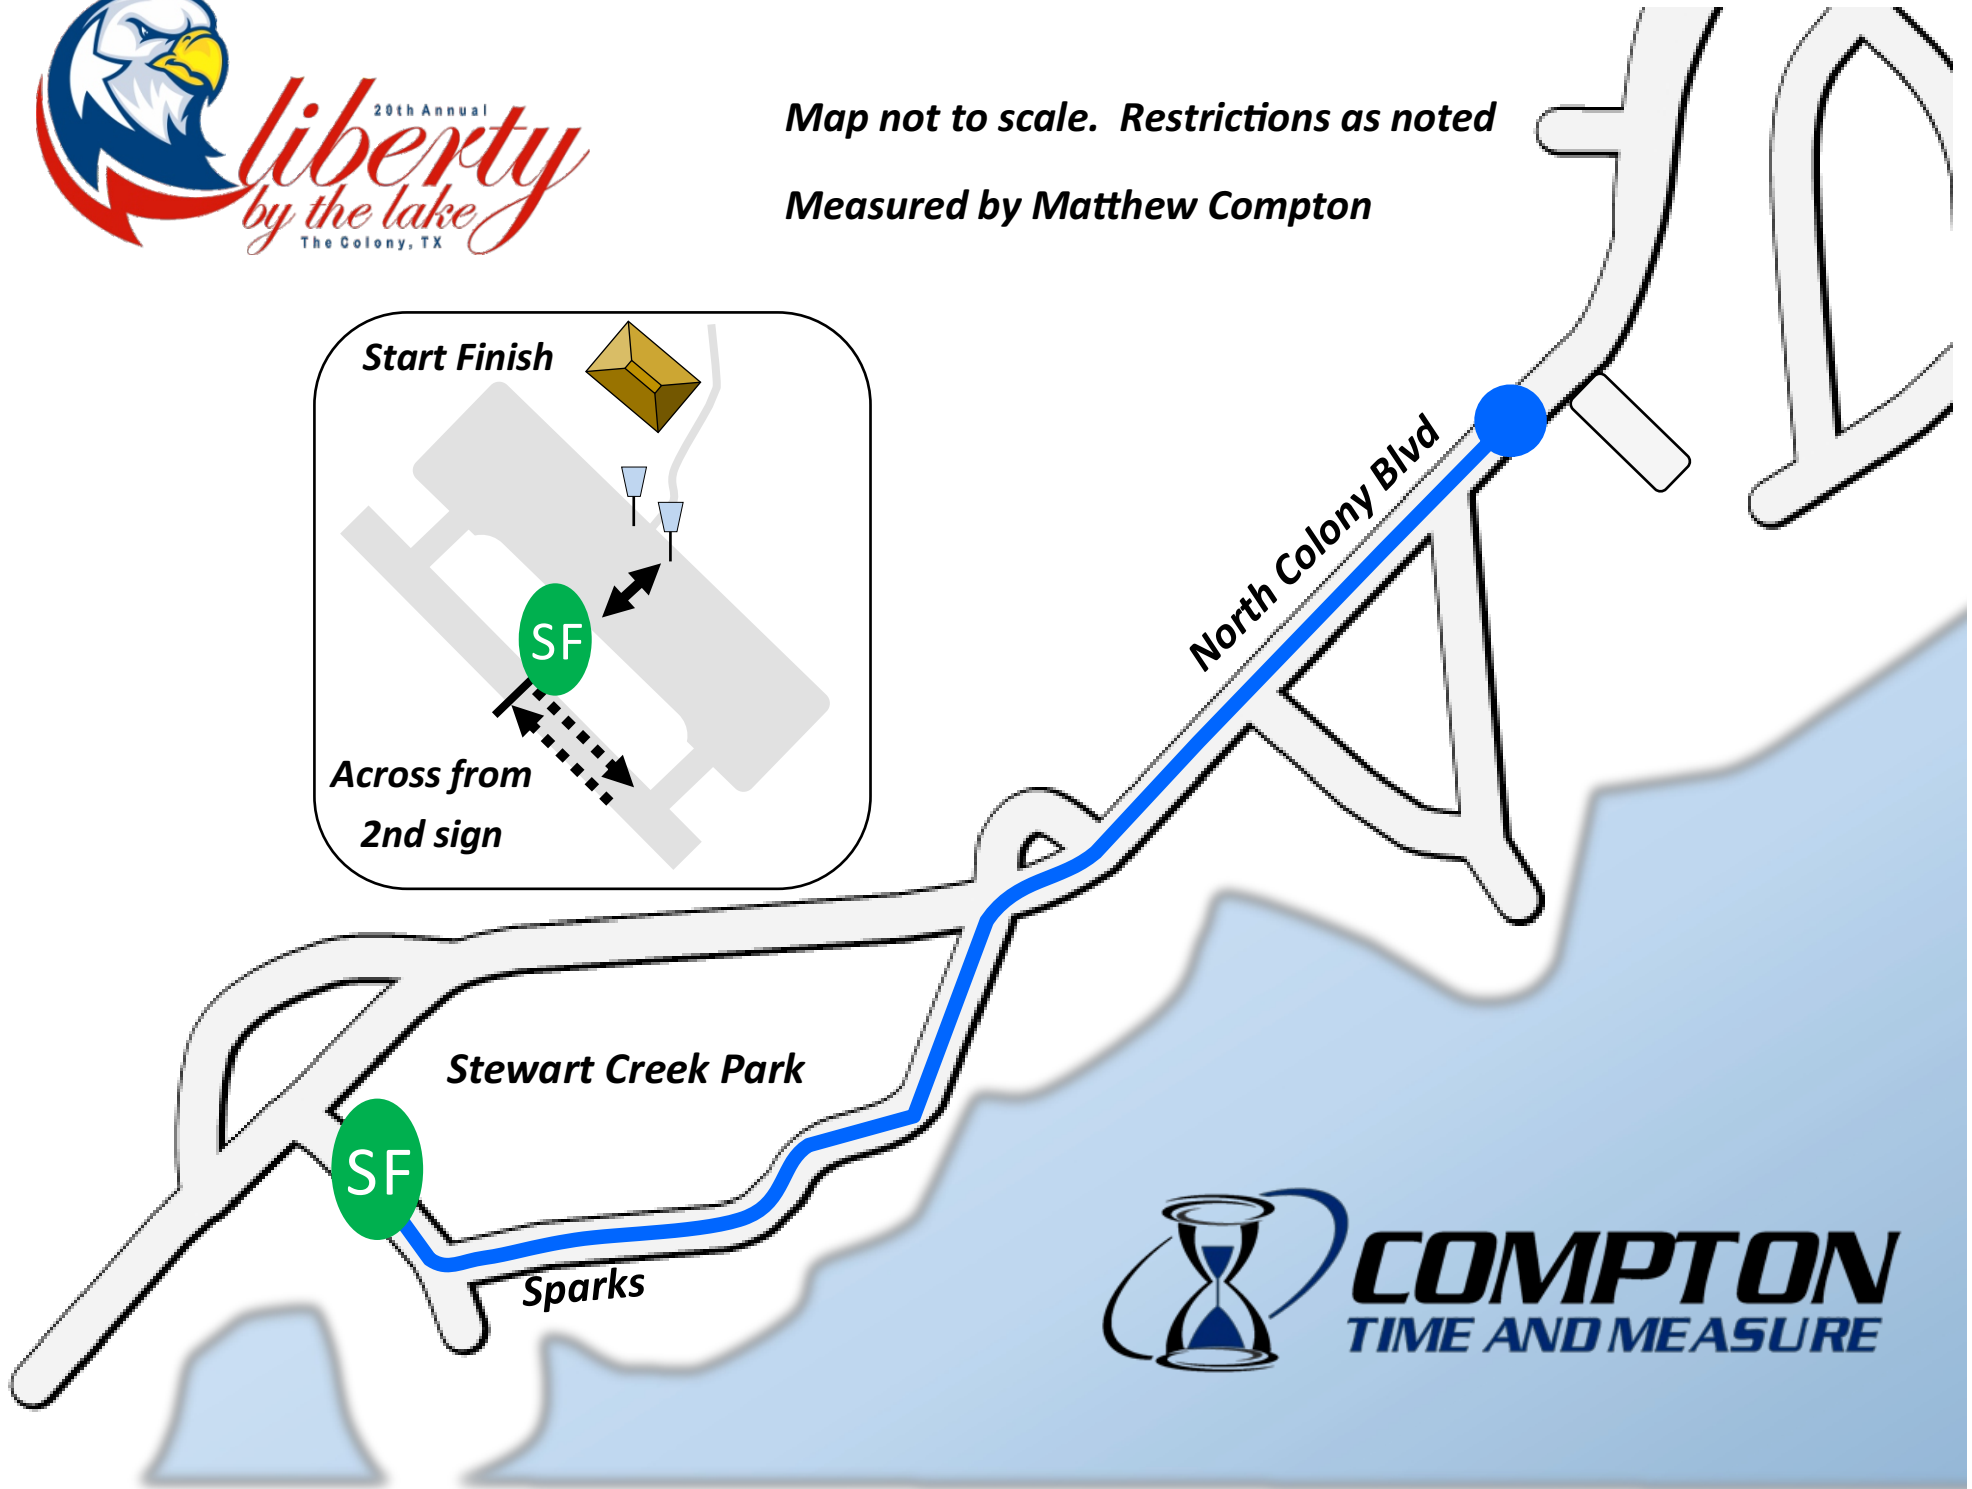 20th Annual
liberty
by the lake
The Colony, TX
Map not to scale.  Restrictions as noted
Measured by Matthew Compton
Start Finish
SF
Across from
2nd sign
North Colony Blvd
Stewart Creek Park
SF
Sparks
COMPTON
TIME AND MEASURE